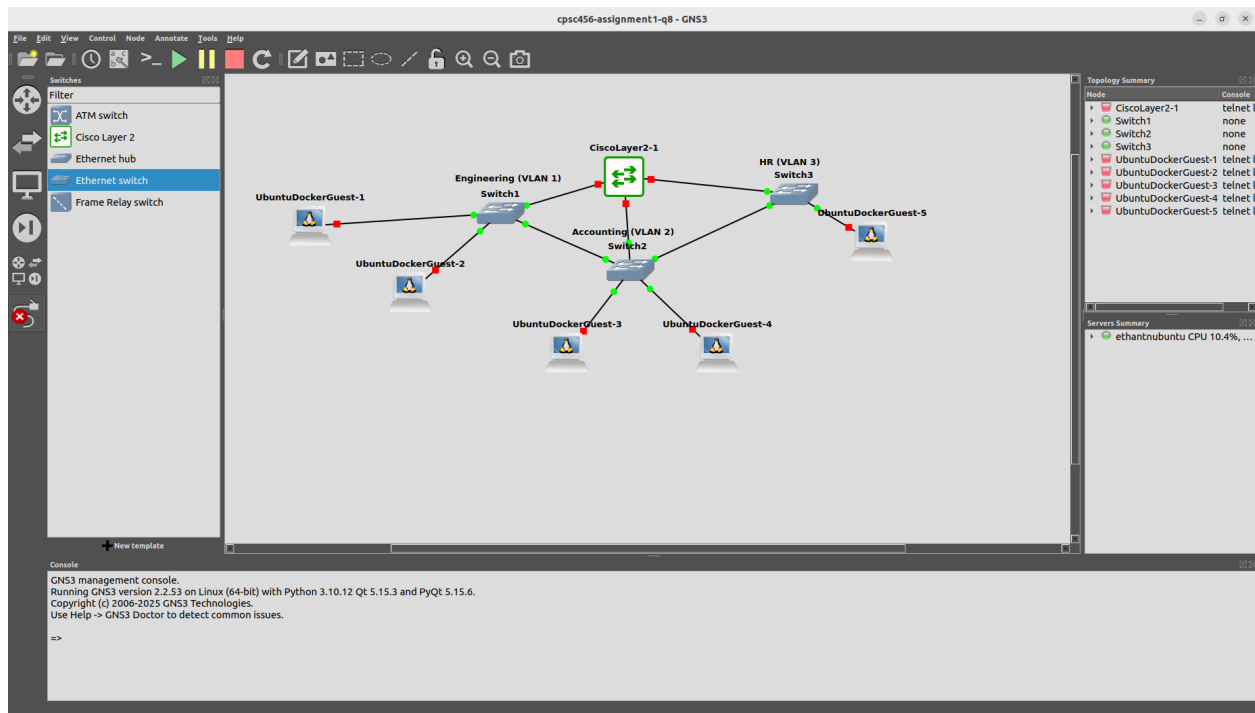 cpsc456-assignment1-q8 - GNS3
File Edit View Control Node Annotate Tools Help
Switches
Filter
ATM switch
Cisco Layer 2
Ethernet hub
Ethernet switch
Frame Relay switch
New template
CiscoLayer2-1
HR (VLAN 3)
Switch3
Engineering (VLAN 1)
Switch1
UbuntuDockerGuest-1
UbuntuDockerGuest-5
Accounting (VLAN 2)
Switch2
UbuntuDockerGuest-2
UbuntuDockerGuest-3
UbuntuDockerGuest-4
Topology Summary
Node Console
CiscoLayer2-1 telnet l
Switch1 none
Switch2 none
Switch3 none
UbuntuDockerGuest-1 telnet l
UbuntuDockerGuest-2 telnet l
UbuntuDockerGuest-3 telnet l
UbuntuDockerGuest-4 telnet l
UbuntuDockerGuest-5 telnet l
Servers Summary
ethantnubuntu CPU 10.4%, ...
Console
GNS3 management console.
Running GNS3 version 2.2.53 on Linux (64-bit) with Python 3.10.12 Qt 5.15.3 and PyQt 5.15.6.
Copyright (c) 2006-2025 GNS3 Technologies.
Use Help -> GNS3 Doctor to detect common issues.
=>